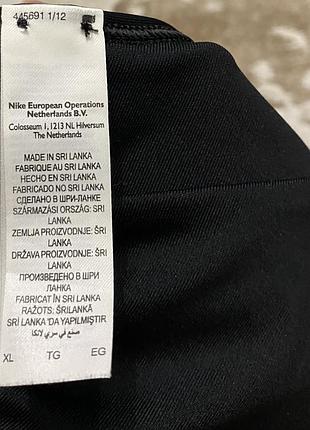 445691 1/12
Nike European Operations
Netherlands B.V.
Colosseum 1, 1213 NL Hilversum
The Netherlands
MADE IN SRI LANKA
FABRIQUE AU SRI LANKA
HECHO EN SRI LANKA
FABRICADO NO SRI LANKA
СДЕЛАНО В ШРИ-ЛАНКЕ
SZÁRMAZÁSI ORSZÁG: SRI
LANKA
ZEMLJA PROIZVODNJE: ŠRI
LANKA
DRŽAVA PROIZVODNJE: ŠRI
LANKA
ПРОИЗВЕДЕНО В ШРИ
ЛАНКА
FABRICAT ÎN SRI LANKA
RAŽOTS: ŠRILANKA
SRİ LANKA'DA YAPILMIŞTIR
صنع في سري لانكا
XL TG EG